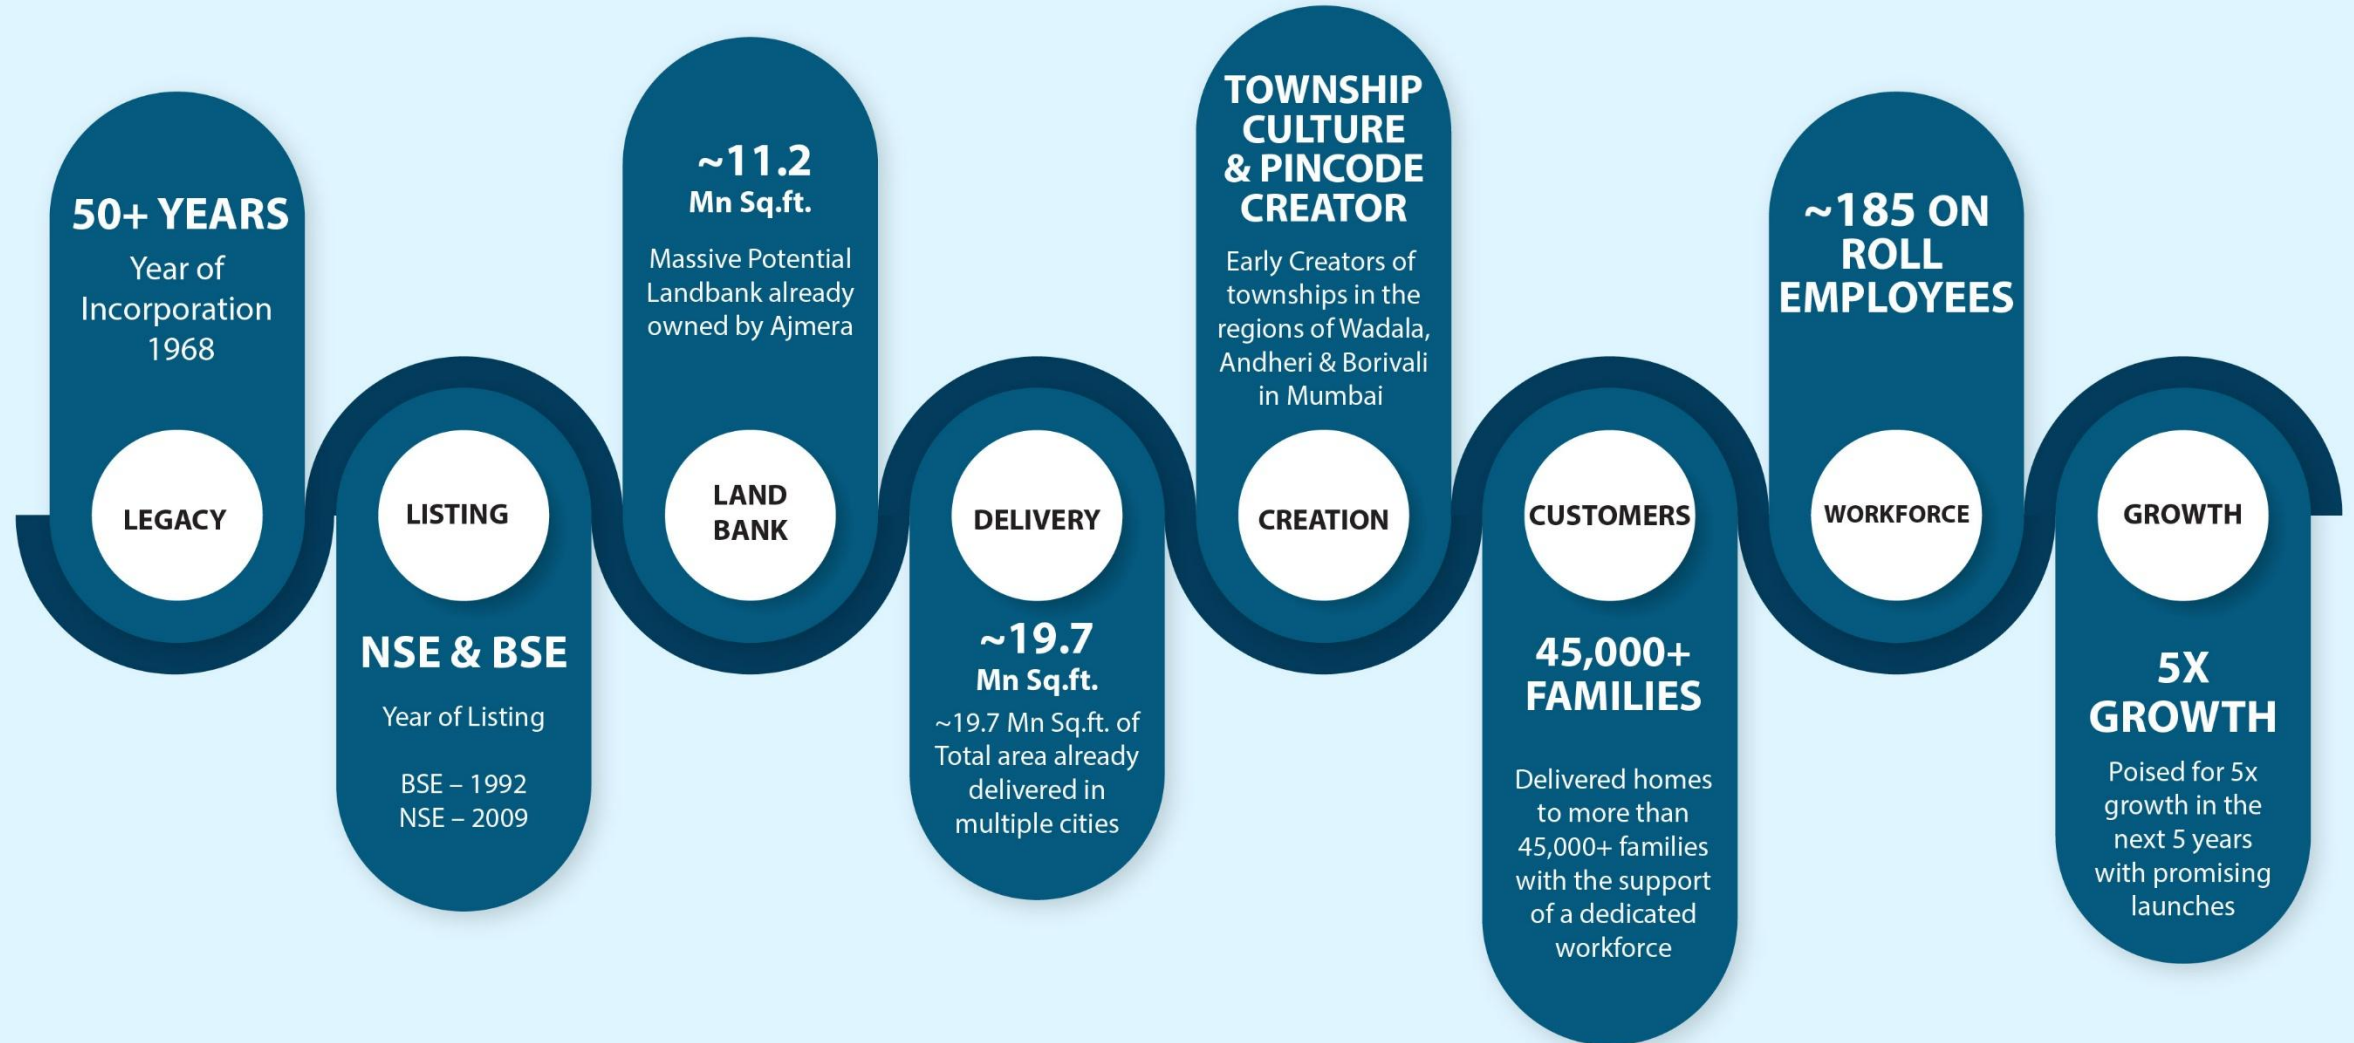 50+ YEARS
Year of
Incorporation
1968
LEGACY
LISTING
NSE & BSE
Year of Listing
BSE – 1992
NSE – 2009
~11.2
Mn Sq.ft.
Massive Potential
Landbank already
owned by Ajmera
LAND
BANK
DELIVERY
~19.7
Mn Sq.ft.
~19.7 Mn Sq.ft. of
Total area already
delivered in
multiple cities
TOWNSHIP
CULTURE
& PINCODE
CREATOR
Early Creators of
townships in the
regions of Wadala,
Andheri & Borivali
in Mumbai
CREATION
CUSTOMERS
45,000+
FAMILIES
Delivered homes
to more than
45,000+ families
with the support
of a dedicated
workforce
~185 ON
ROLL
EMPLOYEES
WORKFORCE
GROWTH
5X
GROWTH
Poised for 5x
growth in the
next 5 years
with promising
launches